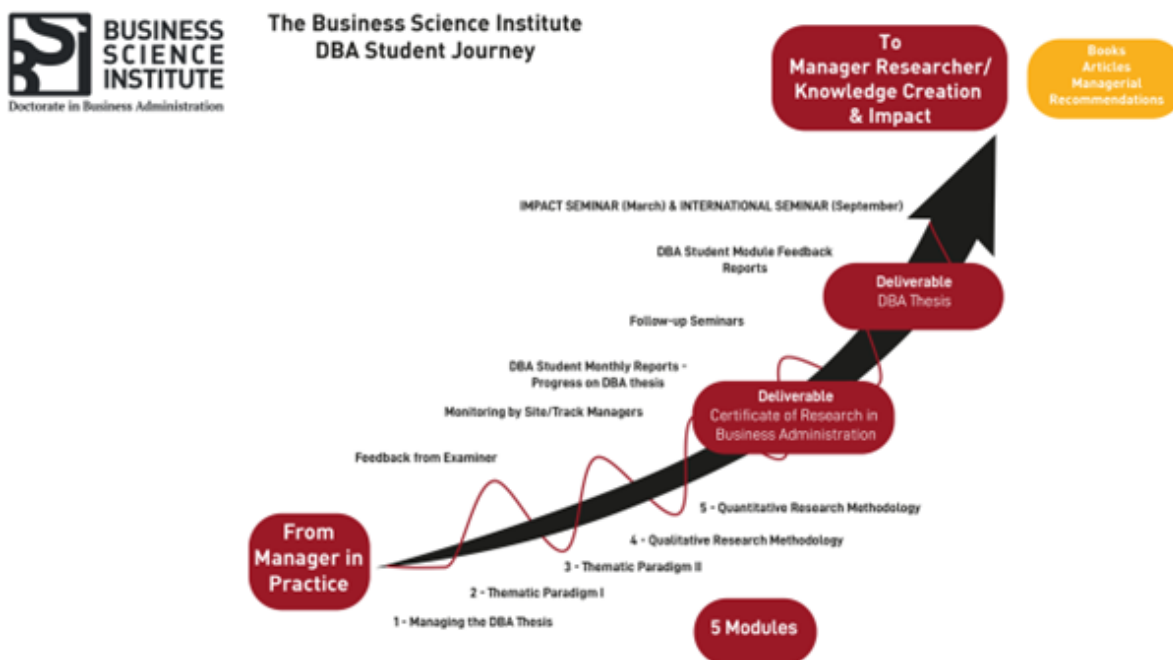 BUSINESS
SCIENCE
INSTITUTE
Doctorate in Business Administration
The Business Science Institute
DBA Student Journey
To
Manager Researcher/
Knowledge Creation
& Impact
Books
Articles
Managerial
Recommendations
IMPACT SEMINAR (March) & INTERNATIONAL SEMINAR (September)
DBA Student Module Feedback
Reports
Deliverable
DBA Thesis
Follow-up Seminars
DBA Student Monthly Reports -
Progress on DBA thesis
Monitoring by Site/Track Managers
Deliverable
Certificate of Research in
Business Administration
Feedback from Examiner
From
Manager in
Practice
5 - Quantitative Research Methodology
4 - Qualitative Research Methodology
3 - Thematic Paradigm II
2 - Thematic Paradigm I
1 - Managing the DBA Thesis
5 Modules